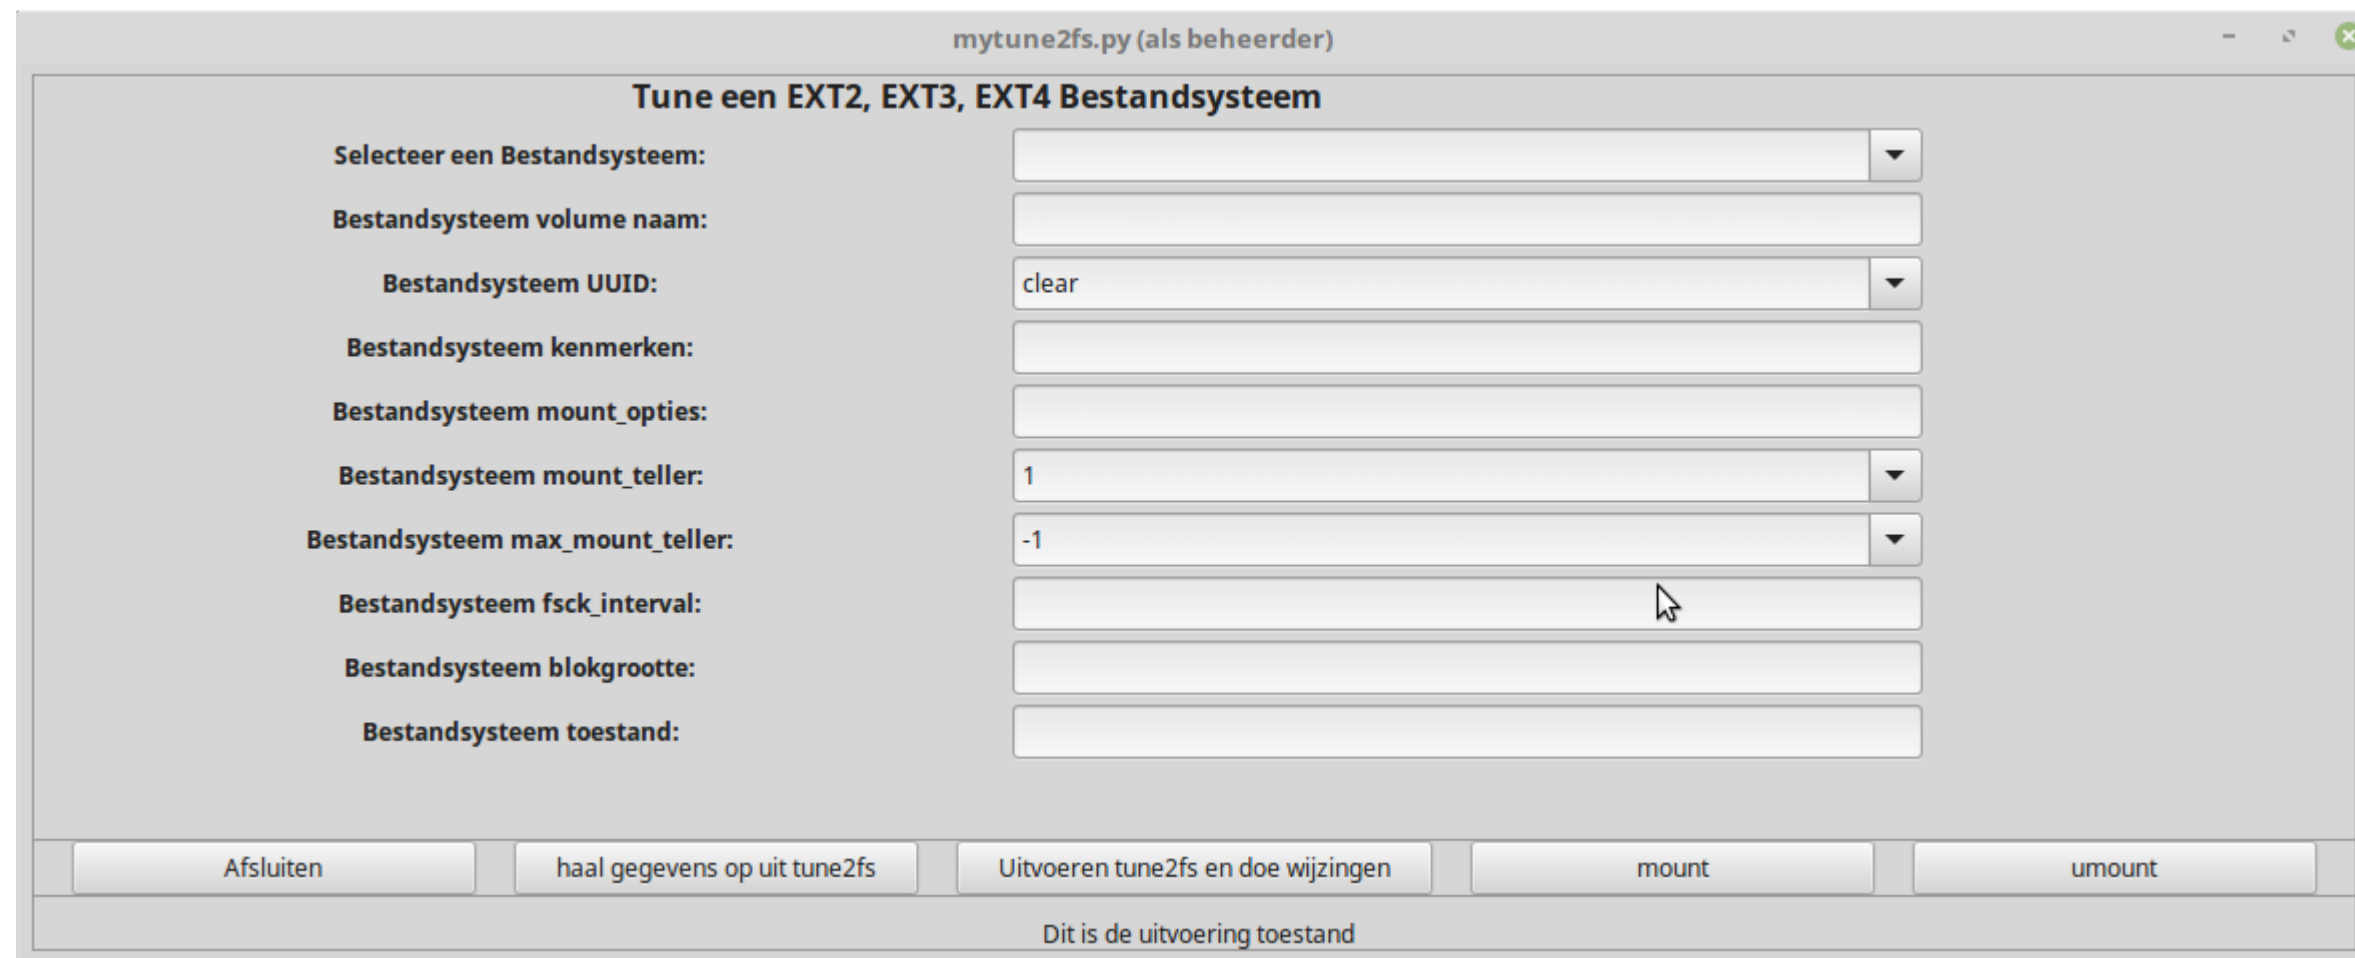 mytune2fs.py (als beheerder)
Tune een EXT2, EXT3, EXT4 Bestandsysteem
Selecteer een Bestandsysteem:
Bestandsysteem volume naam:
Bestandsysteem UUID: clear
Bestandsysteem kenmerken:
Bestandsysteem mount_opties:
Bestandsysteem mount_teller: 1
Bestandsysteem max_mount_teller: -1
Bestandsysteem fsck_interval:
Bestandsysteem blokgrootte:
Bestandsysteem toestand:
Afsluiten haal gegevens op uit tune2fs Uitvoeren tune2fs en doe wijzingen mount umount
Dit is de uitvoering toestand